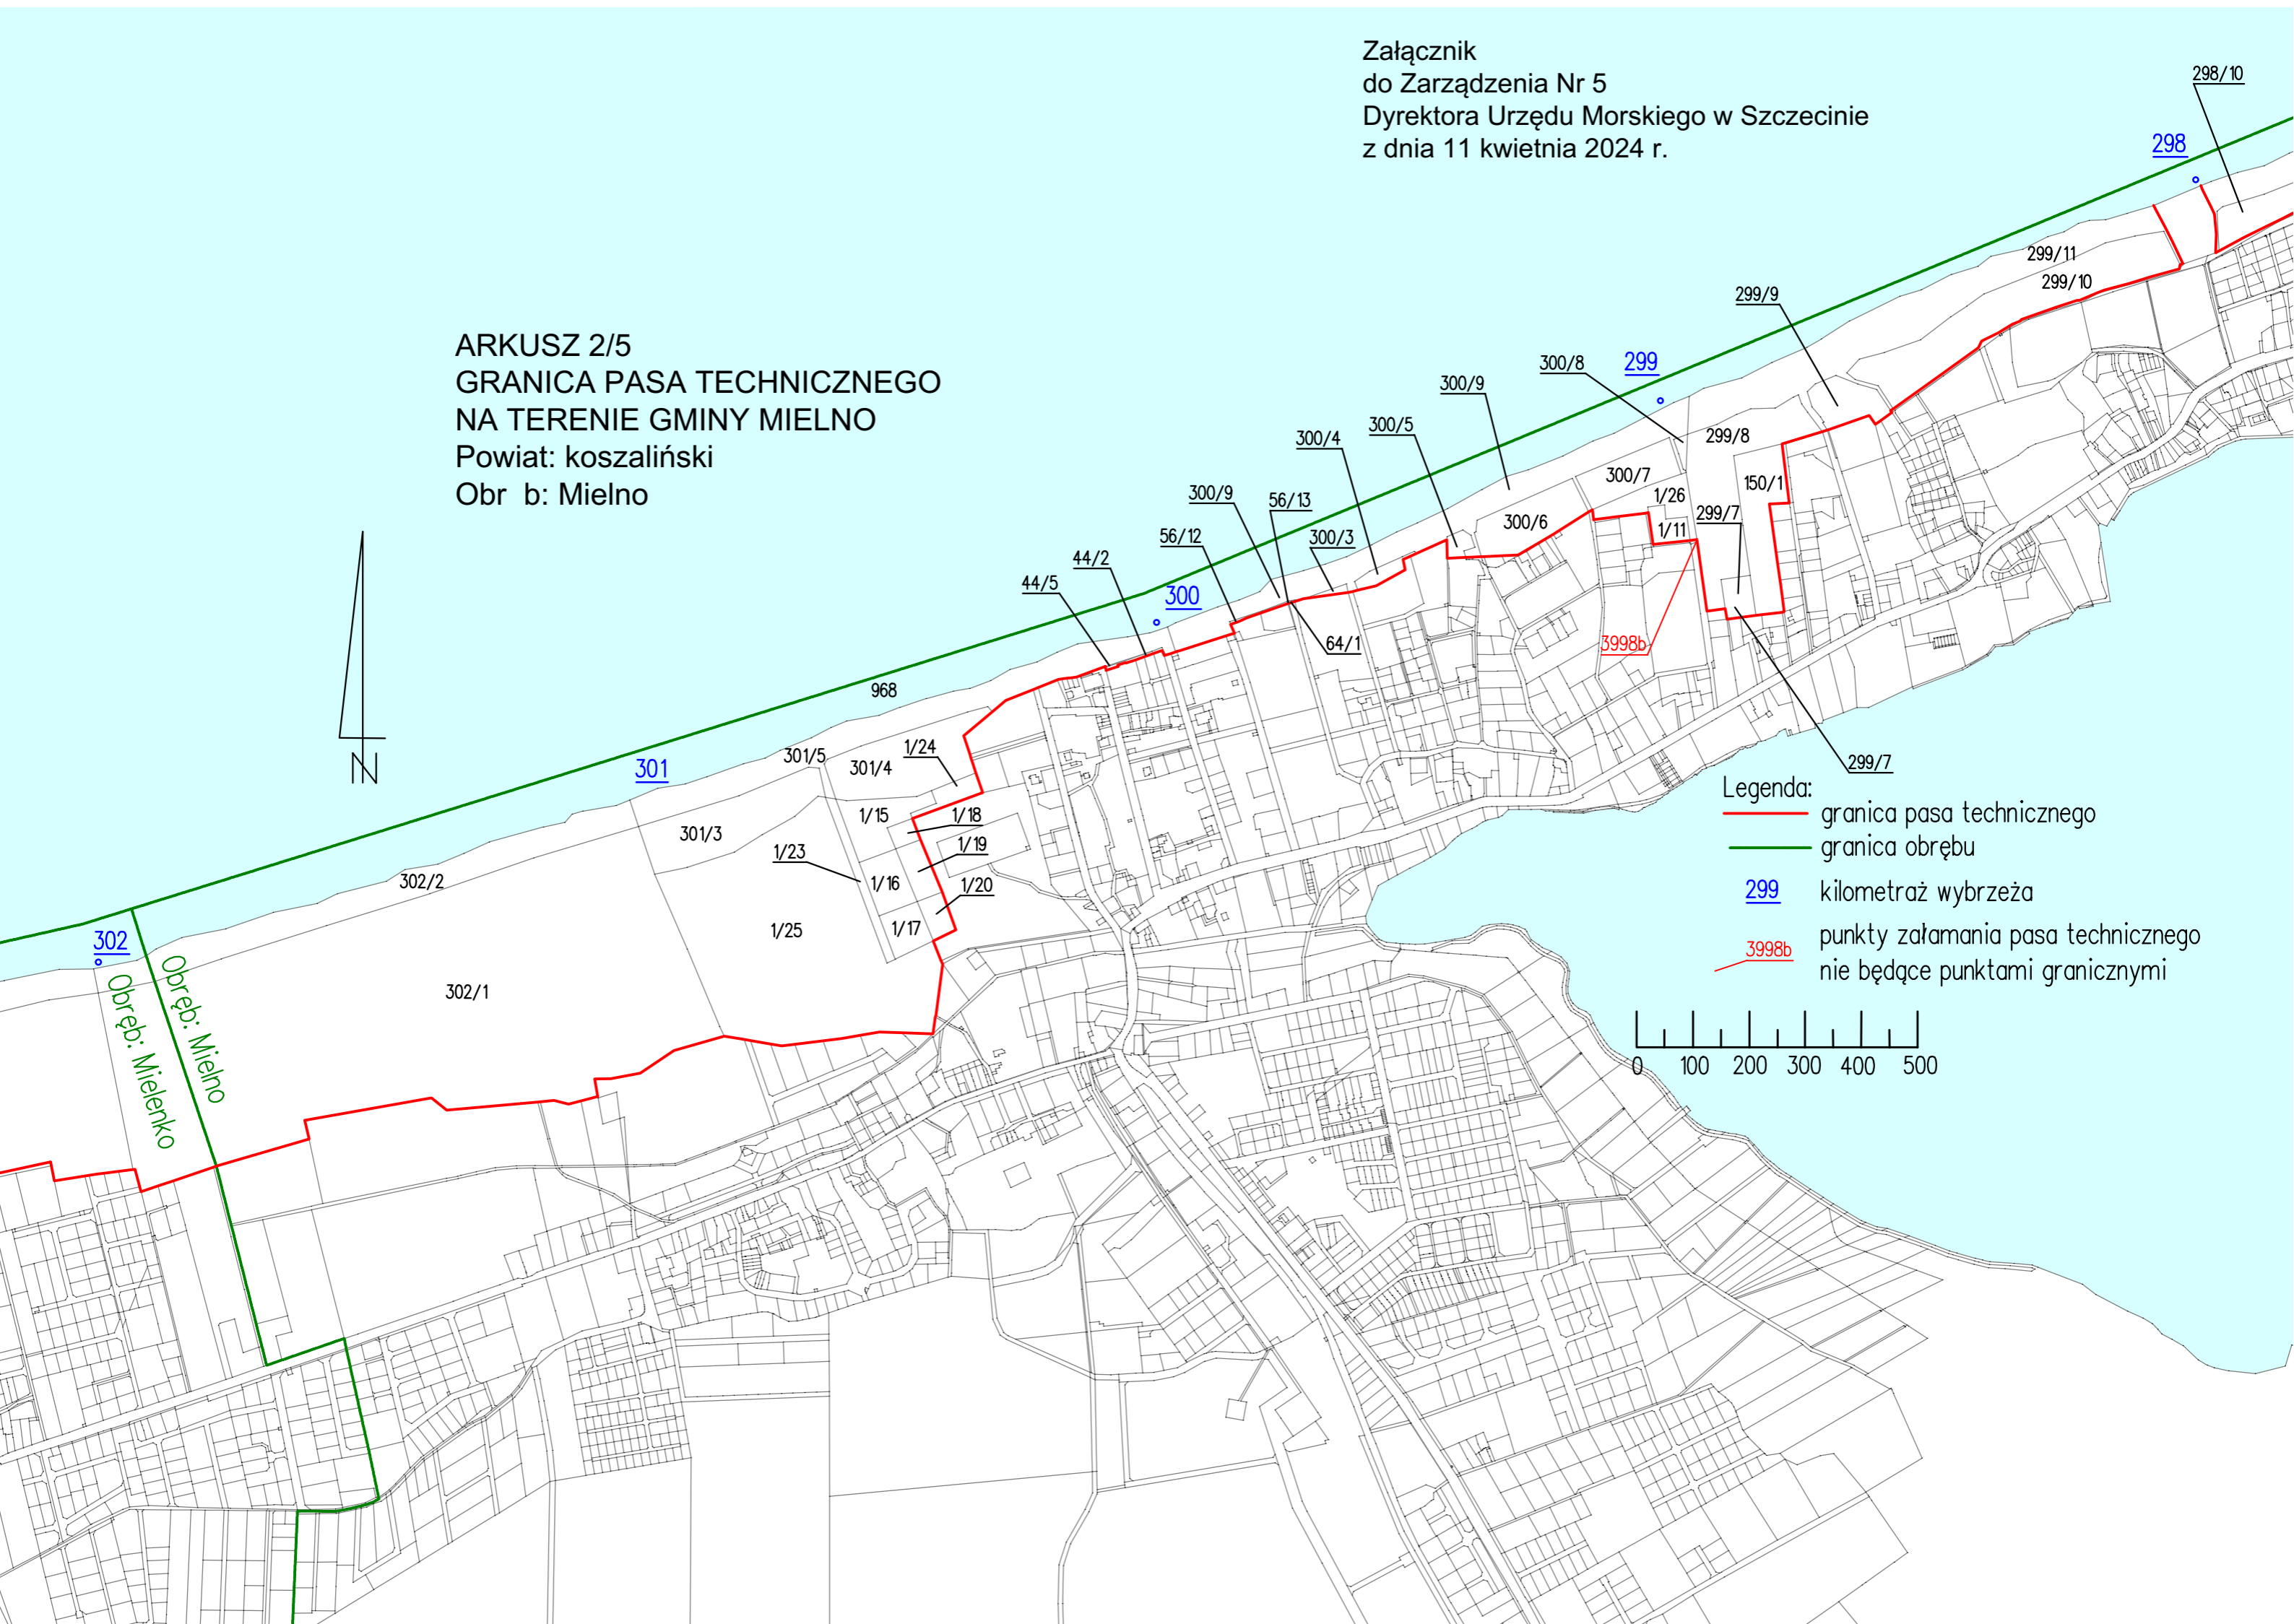 Załącznik
do Zarządzenia Nr 5
Dyrektora Urzędu Morskiego w Szczecinie
z dnia 11 kwietnia 2024 r.
298/10
298
299/11
299/10
299/9
ARKUSZ 2/5
GRANICA PASA TECHNICZNEGO
NA TERENIE GMINY MIELNO
Powiat: koszaliński
Obr b: Mielno
300/8
299
300/9
300/5
300/4
299/8
300/7
150/1
1/26
299/7
300/9
56/13
300/6
1/11
56/12
300/3
44/2
44/5
300
64/1
3998b
968
299/7
N
301
301/5
301/4
1/24
1/15
1/18
301/3
1/23
1/19
1/16
1/20
302/2
1/17
1/25
302
302/1
Obręb: Mielno
Obręb: Mielenko
Legenda:
granica pasa technicznego
granica obrębu
299 kilometraż wybrzeża
3998b punkty załamania pasa technicznego
nie będące punktami granicznymi
0 100 200 300 400 500